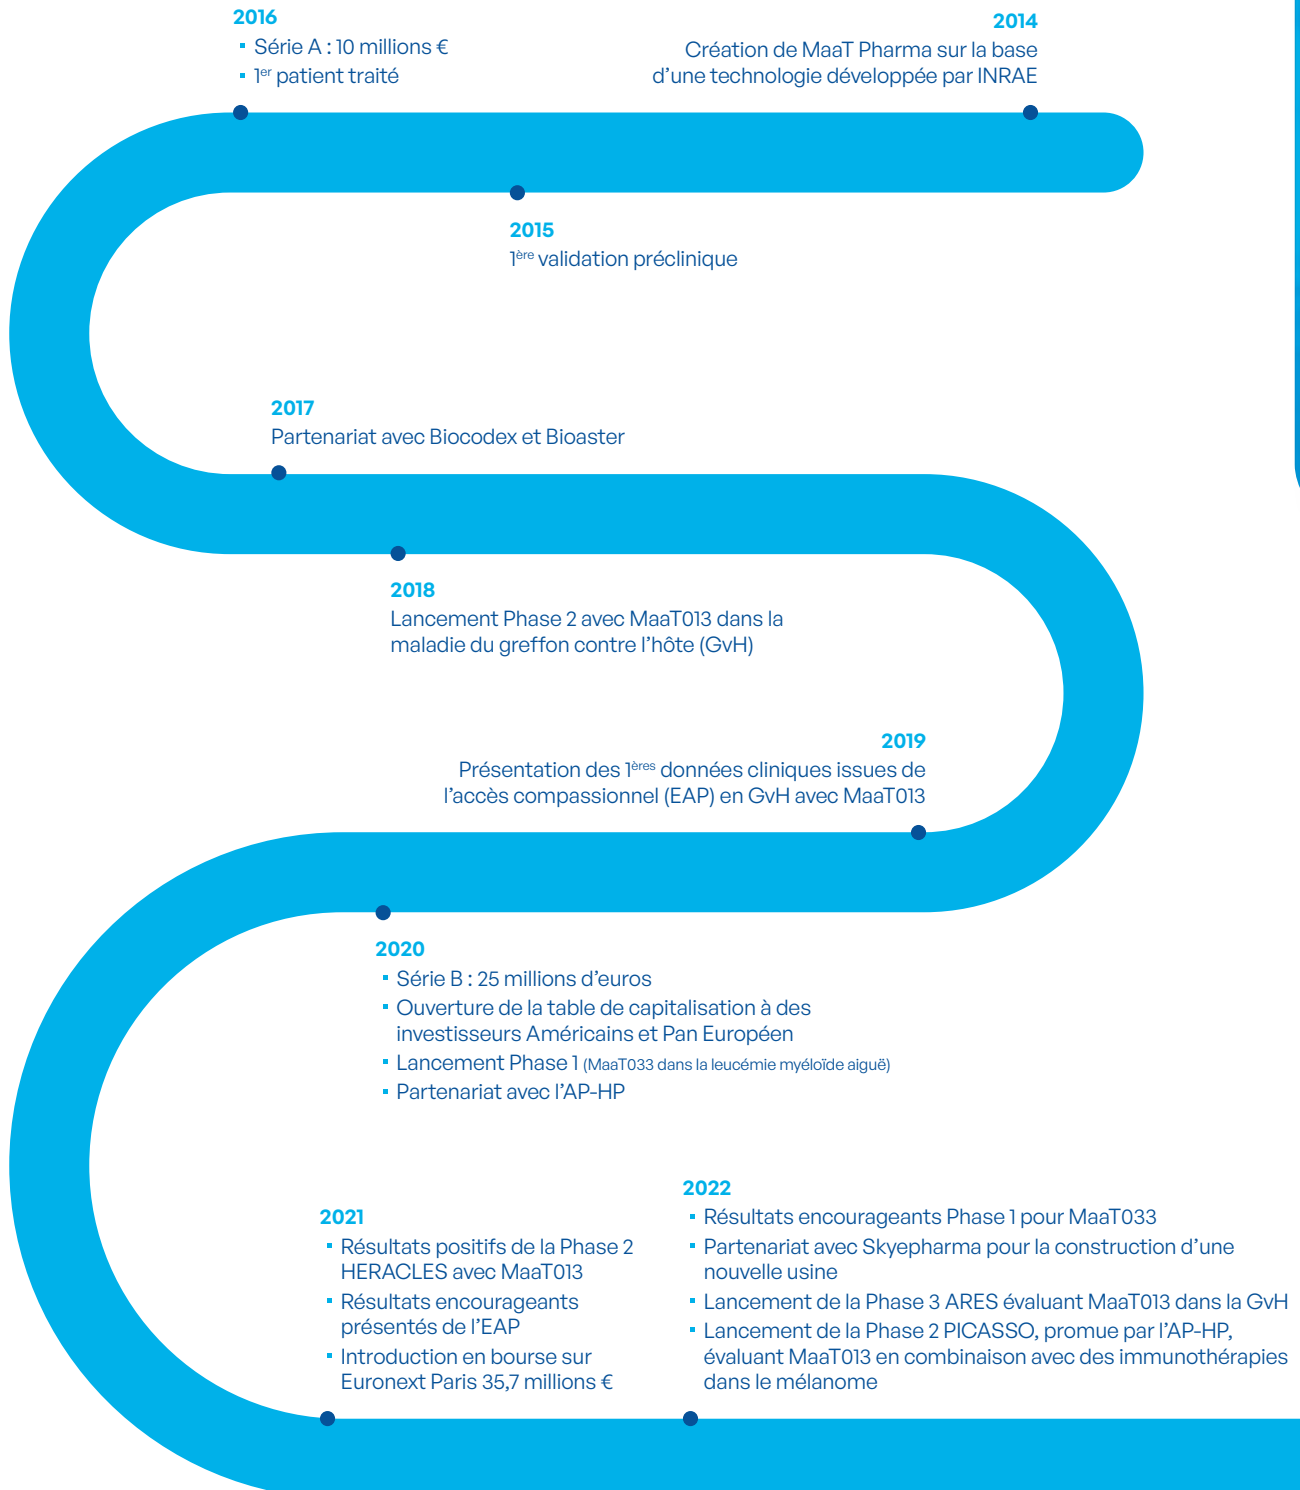 2016
▪ Série A : 10 millions €
▪ 1er patient traité
2014
Création de MaaT Pharma sur la base
d’une technologie développée par INRAE
2015
1ère validation préclinique
2017
Partenariat avec Biocodex et Bioaster
2018
Lancement Phase 2 avec MaaT013 dans la
maladie du greffon contre l’hôte (GvH)
2019
Présentation des 1ères données cliniques issues de
l’accès compassionnel (EAP) en GvH avec MaaT013
2020
▪ Série B : 25 millions d’euros
▪ Ouverture de la table de capitalisation à des
investisseurs Américains et Pan Européen
▪ Lancement Phase 1 (MaaT033 dans la leucémie myéloïde aiguë)
▪ Partenariat avec l’AP-HP
2021
▪ Résultats positifs de la Phase 2
HERACLES avec MaaT013
▪ Résultats encourageants
présentés de l’EAP
▪ Introduction en bourse sur
Euronext Paris 35,7 millions €
2022
▪ Résultats encourageants Phase 1 pour MaaT033
▪ Partenariat avec Skyepharma pour la construction d’une
nouvelle usine
▪ Lancement de la Phase 3 ARES évaluant MaaT013 dans la GvH
▪ Lancement de la Phase 2 PICASSO, promue par l’AP-HP,
évaluant MaaT013 en combinaison avec des immunothérapies
dans le mélanome